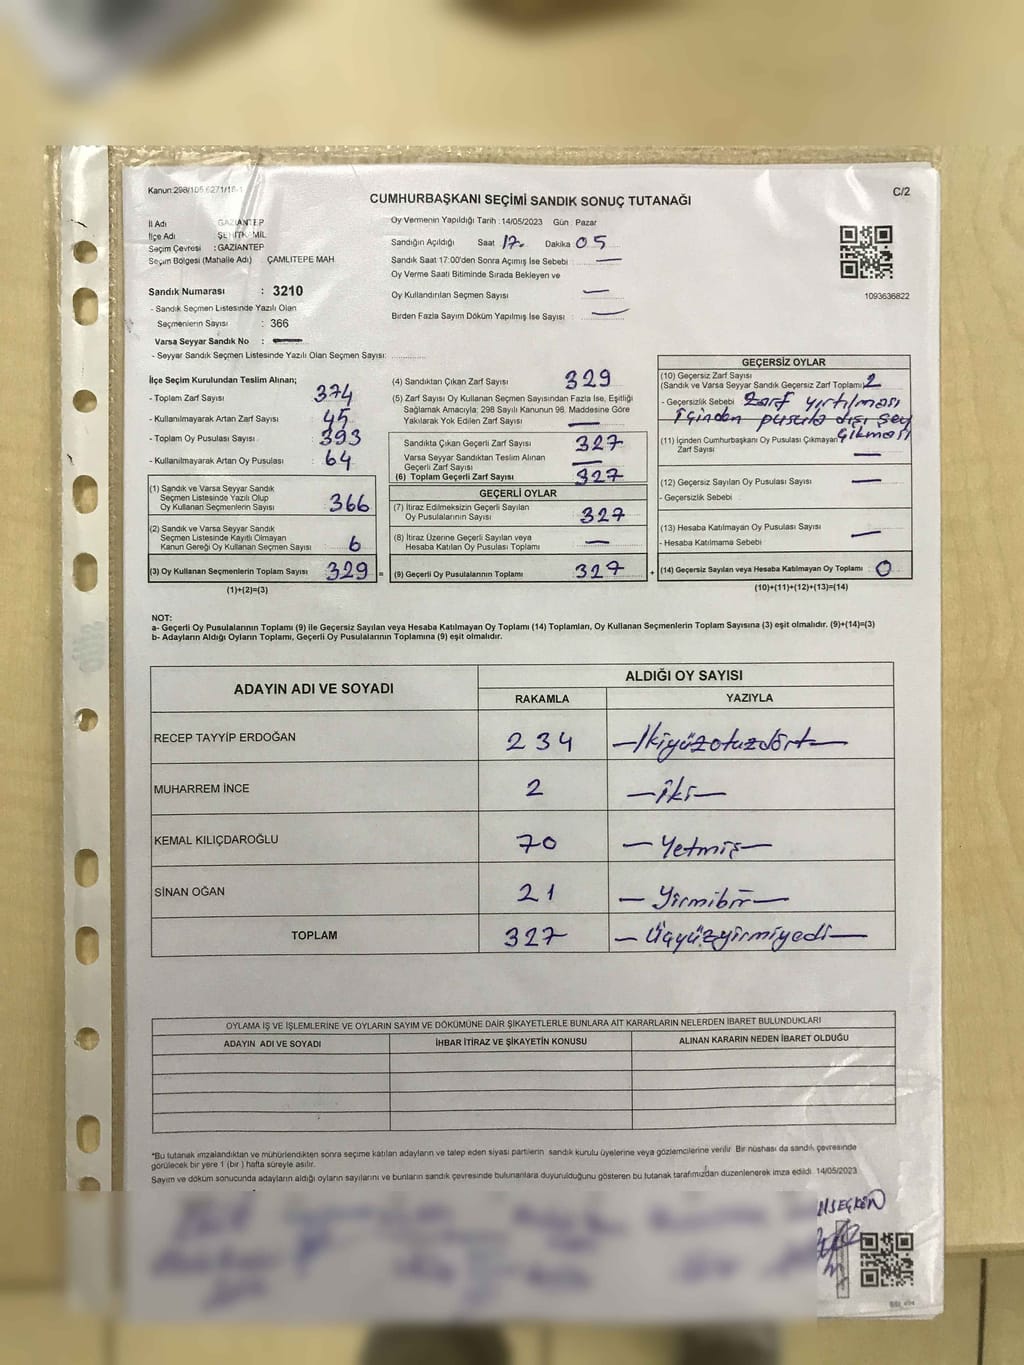 Kanun:298/105,6271/18-1
C/2
CUMHURBAŞKANI SEÇİMİ SANDIK SONUÇ TUTANAĞI
İl Adı GAZİANTEP
İlçe Adı ŞEHİTKAMİL
Seçim Çevresi : GAZİANTEP
Seçim Bölgesi (Mahalle Adı) ÇAMLITEPE MAH
Sandık Numarası : 3210
- Sandık Seçmen Listesinde Yazılı Olan
Seçmenlerin Sayısı : 366
Varsa Seyyar Sandık No : —
- Seyyar Sandık Seçmen Listesinde Yazılı Olan Seçmen Sayısı:
Oy Vermenin Yapıldığı Tarih : 14/05/2023 Gün : Pazar
Sandığın Açıldığı Saat 17 Dakika 05
Sandık Saat 17:00'den Sonra Açımış İse Sebebi —
Oy Verme Saati Bitiminde Sırada Bekleyen ve
Oy Kullandırılan Seçmen Sayısı —
Birden Fazla Sayım Döküm Yapılmış İse Sayısı : —
1093636822
İlçe Seçim Kurulundan Teslim Alınan;
- Toplam Zarf Sayısı : 374
- Kullanılmayarak Artan Zarf Sayısı : 45
- Toplam Oy Pusulası Sayısı : 393
- Kullanılmayarak Artan Oy Pusulası : 64
(1) Sandık ve Varsa Seyyar Sandık
Seçmen Listesinde Yazılı Olup
Oy Kullanan Seçmenlerin Sayısı 366
(2) Sandık ve Varsa Seyyar Sandık
Seçmen Listesinde Kayıtlı Olmayan
Kanun Gereği Oy Kullanan Seçmen Sayısı 6
(3) Oy Kullanan Seçmenlerin Toplam Sayısı 329 =
(1)+(2)=(3)
(4) Sandıktan Çıkan Zarf Sayısı 329
(5) Zarf Sayısı Oy Kullanan Seçmen Sayısından Fazla İse, Eşitliği
Sağlamak Amacıyla; 298 Sayılı Kanunun 98. Maddesine Göre
Yakılarak Yok Edilen Zarf Sayısı —
Sandıkta Çıkan Geçerli Zarf Sayısı 327
Varsa Seyyar Sandıktan Teslim Alınan
Geçerli Zarf Sayısı —
(6) Toplam Geçerli Zarf Sayısı 327
GEÇERLİ OYLAR
(7) İtiraz Edilmeksizin Geçerli Sayılan
Oy Pusulalarının Sayısı 327
(8) İtiraz Üzerine Geçerli Sayılan veya
Hesaba Katılan Oy Pusulası Toplamı —
(9) Geçerli Oy Pusulalarının Toplamı 327 +
GEÇERSİZ OYLAR
(10) Geçersiz Zarf Sayısı
(Sandık ve Varsa Seyyar Sandık Geçersiz Zarf Toplamı) 2
- Geçersizlik Sebebi Zarf yırtılması
içinden pusula dışı şey
çıkması
(11) İçinden Cumhurbaşkanı Oy Pusulası Çıkmayan
Zarf Sayısı —
(12) Geçersiz Sayılan Oy Pusulası Sayısı —
- Geçersizlik Sebebi
(13) Hesaba Katılmayan Oy Pusulası Sayısı
- Hesaba Katılmama Sebebi —
(14) Geçersiz Sayılan veya Hesaba Katılmayan Oy Toplamı 0
(10)+(11)+(12)+(13)=(14)
NOT:
a- Geçerli Oy Pusulalarının Toplamı (9) ile Geçersiz Sayılan veya Hesaba Katılmayan Oy Toplamı (14) Toplamları, Oy Kullanan Seçmenlerin Toplam Sayısına (3) eşit olmalıdır. (9)+(14)=(3)
b- Adayların Aldığı Oyların Toplamı, Geçerli Oy Pusulalarının Toplamına (9) eşit olmalıdır.
ADAYIN ADI VE SOYADI ALDIĞI OY SAYISI
RAKAMLA YAZIYLA
RECEP TAYYİP ERDOĞAN 234 —İkiyüzotuzdört—
MUHARREM İNCE 2 —iki—
KEMAL KILIÇDAROĞLU 70 —Yetmiş—
SİNAN OĞAN 21 —Yirmibir—
TOPLAM 327 —Üçyüzyirmiyedi—
OYLAMA İŞ VE İŞLEMLERİNE VE OYLARIN SAYIM VE DÖKÜMÜNE DAİR ŞİKAYETLERLE BUNLARA AİT KARARLARIN NELERDEN İBARET BULUNDUKLARI
ADAYIN ADI VE SOYADI İHBAR İTİRAZ VE ŞİKAYETİN KONUSU ALINAN KARARIN NEDEN İBARET OLDUĞU
*Bu tutanak imzalandıktan ve mühürlendikten sonra seçime katılan adayların ve talep eden siyasi partilerin sandık kurulu üyelerine veya gözlemcilerine verilir. Bir nüshası da sandık çevresinde
görülecek bir yere 1 (bir) hafta süreyle asılır.
Sayım ve döküm sonucunda adayların aldığı oyların sayılarını ve bunların sandık çevresinde bulunanlara duyurulduğunu gösteren bu tutanak tarafımızdan düzenlenerek imza edildi. 14/05/2023